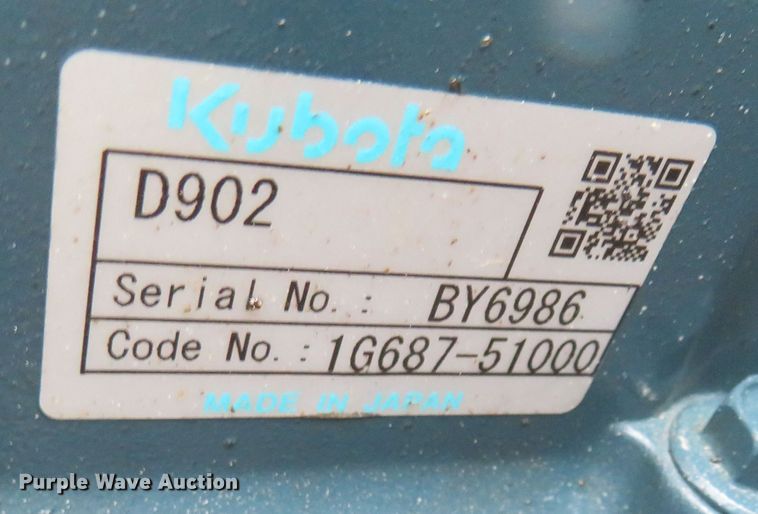 Kubota
D902
Serial No. : BY6986
Code No. : 1G687-51000
MADE IN JAPAN
Purple Wave Auction